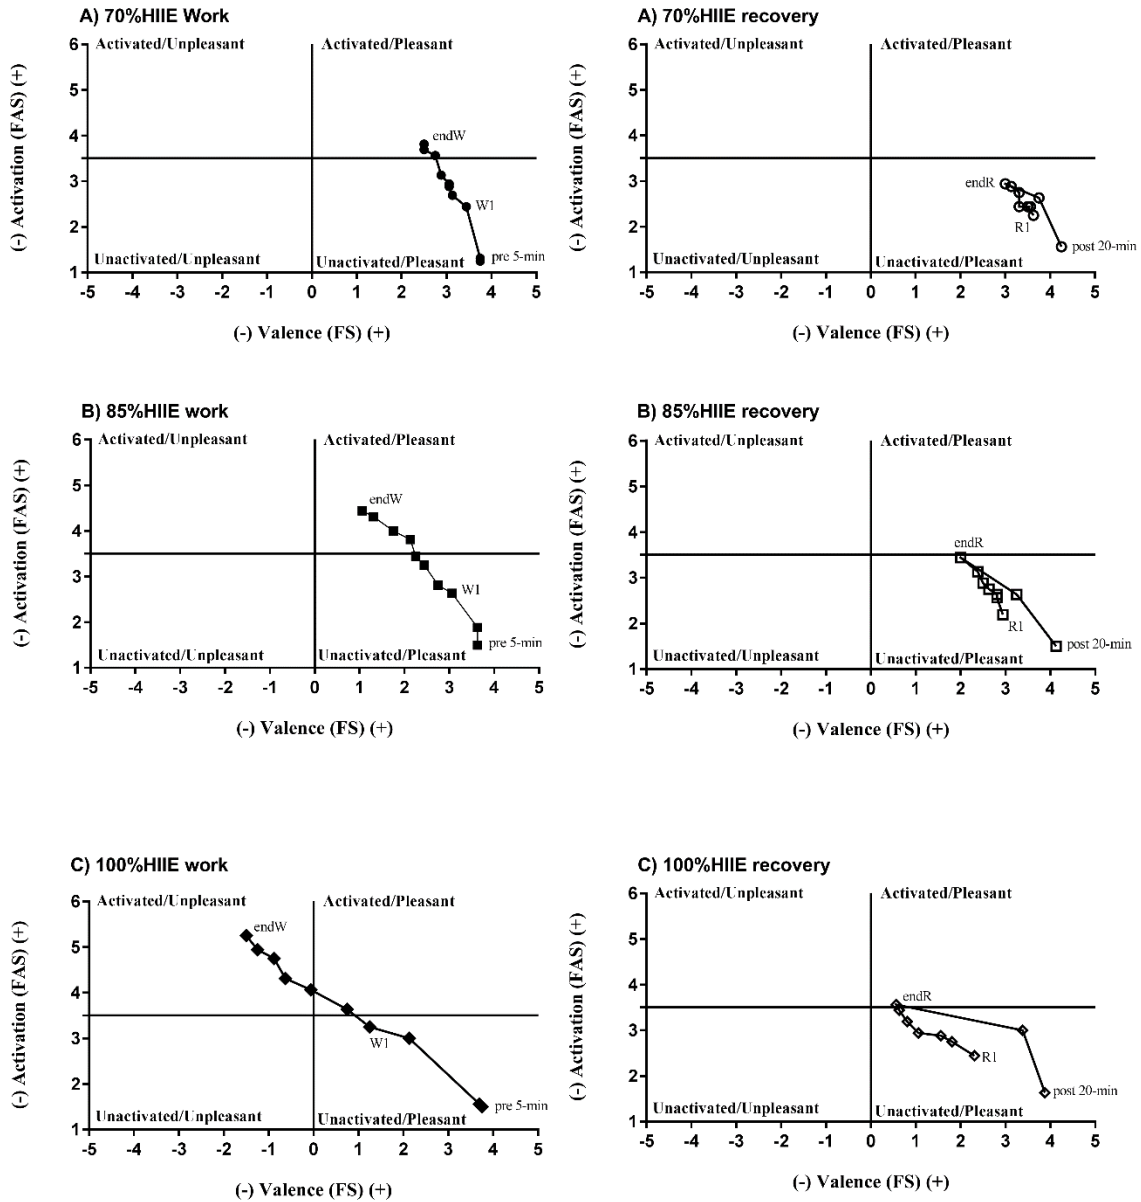 A) 70%HIIE Work
(-) Activation (FAS) (+)
6
5
4
3
2
1
Activated/Unpleasant
Activated/Pleasant
endW
W1
pre 5-min
Unactivated/Unpleasant
Unactivated/Pleasant
-5 -4 -3 -2 -1 0 1 2 3 4 5
(-) Valence (FS) (+)
A) 70%HIIE recovery
(-) Activation (FAS) (+)
6
5
4
3
2
1
Activated/Unpleasant
Activated/Pleasant
endR
R1
post 20-min
Unactivated/Unpleasant
Unactivated/Pleasant
-5 -4 -3 -2 -1 0 1 2 3 4 5
(-) Valence (FS) (+)
B) 85%HIIE work
(-) Activation (FAS) (+)
6
5
4
3
2
1
Activated/Unpleasant
Activated/Pleasant
endW
W1
pre 5-min
Unactivated/Unpleasant
Unactivated/Pleasant
-5 -4 -3 -2 -1 0 1 2 3 4 5
(-) Valence (FS) (+)
B) 85%HIIE recovery
(-) Activation (FAS) (+)
6
5
4
3
2
1
Activated/Unpleasant
Activated/Pleasant
endR
R1
post 20-min
Unactivated/Unpleasant
Unactivated/Pleasant
-5 -4 -3 -2 -1 0 1 2 3 4 5
(-) Valence (FS) (+)
C) 100%HIIE work
(-) Activation (FAS) (+)
6
5
4
3
2
1
Activated/Unpleasant
Activated/Pleasant
endW
W1
pre 5-min
Unactivated/Unpleasant
Unactivated/Pleasant
-5 -4 -3 -2 -1 0 1 2 3 4 5
(-) Valence (FS) (+)
C) 100%HIIE recovery
(-) Activation (FAS) (+)
6
5
4
3
2
1
Activated/Unpleasant
Activated/Pleasant
endR
R1
post 20-min
Unactivated/Unpleasant
Unactivated/Pleasant
-5 -4 -3 -2 -1 0 1 2 3 4 5
(-) Valence (FS) (+)